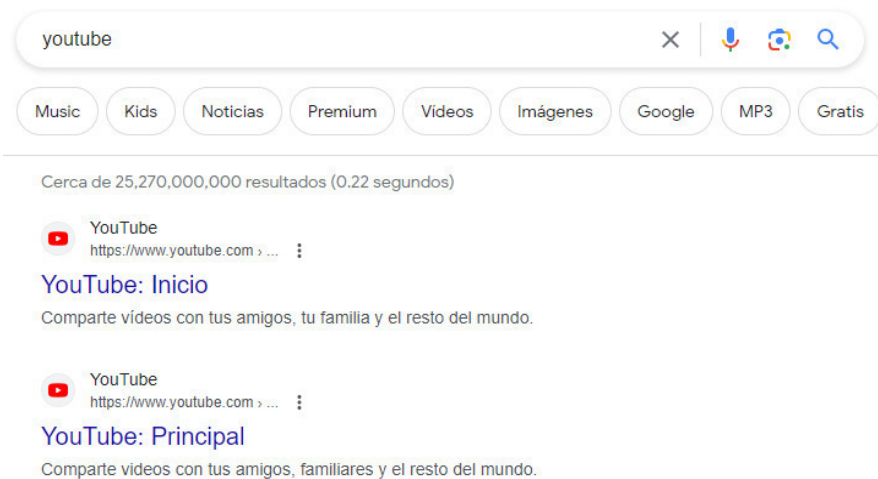 youtube
Music Kids Noticias Premium Vídeos Imágenes Google MP3 Gratis
Cerca de 25,270,000,000 resultados (0.22 segundos)
YouTube
https://www.youtube.com › ...
YouTube: Inicio
Comparte vídeos con tus amigos, tu familia y el resto del mundo.
YouTube
https://www.youtube.com › ...
YouTube: Principal
Comparte videos con tus amigos, familiares y el resto del mundo.